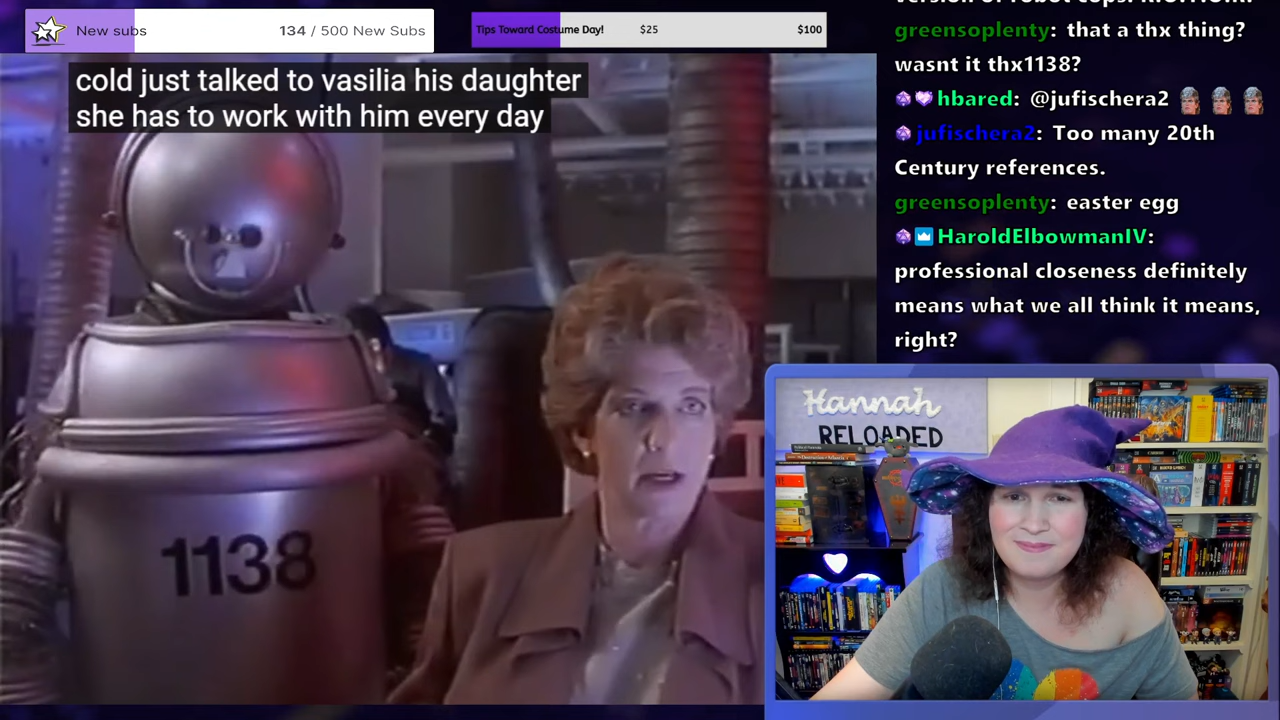 New subs
134 / 500 New Subs
Tips Toward Costume Day!
$25
$100
cold just talked to vasilia his daughter
she has to work with him every day
1138
greensoplenty: that a thx thing?
wasnt it thx1138?
hbared: @jufischera2
jufischera2: Too many 20th
Century references.
greensoplenty: easter egg
HaroldElbowmanIV:
professional closeness definitely
means what we all think it means,
right?
Hannah
RELOADED